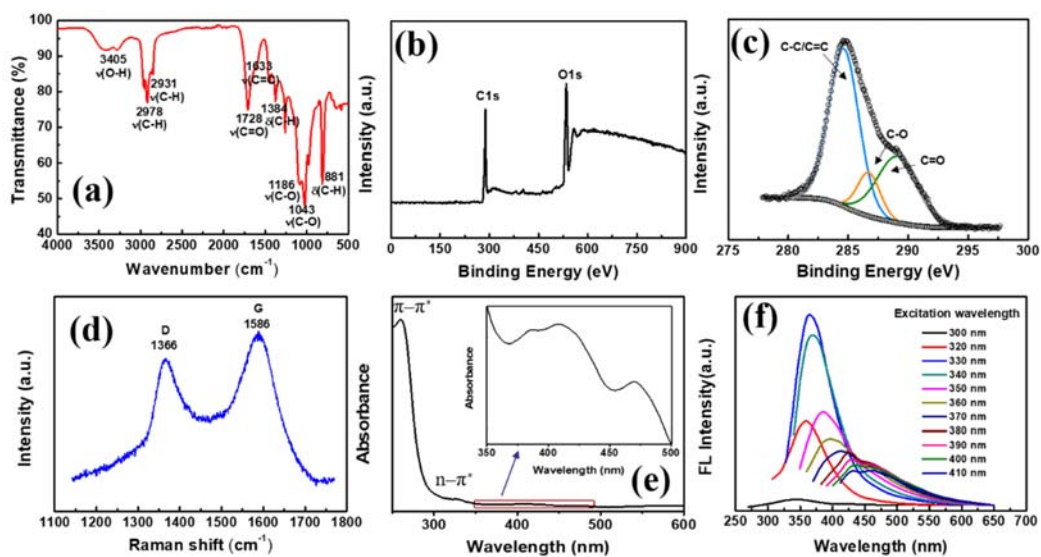 (a)
Transmittance (%)
100
90
80
70
60
50
40
3405
ν(O-H)
2931
ν(C-H)
2978
ν(C-H)
1633
ν(C=C)
1728
ν(C=O)
1384
δ(C-H)
1186
ν(C-O)
1043
ν(C-O)
881
δ(C-H)
4000 3500 3000 2500 2000 1500 1000 500
Wavenumber (cm⁻¹)
(b)
Intensity (a.u.)
C1s
O1s
0 150 300 450 600 750 900
Binding Energy (eV)
(c)
Intensity (a.u.)
C-C/C=C
C-O
C=O
275 280 285 290 295 300
Binding Energy (eV)
(d)
Intensity (a.u.)
D
1366
G
1586
1100 1200 1300 1400 1500 1600 1700 1800
Raman shift (cm⁻¹)
(e)
Absorbance
π−π*
n−π*
Absorbance
350 400 450 500
Wavelength (nm)
300 400 500 600
Wavelength (nm)
(f)
FL Intensity(a.u.)
Excitation wavelength
300 nm
320 nm
330 nm
340 nm
350 nm
360 nm
370 nm
380 nm
390 nm
400 nm
410 nm
250 300 350 400 450 500 550 600 650 700
Wavelength (nm)